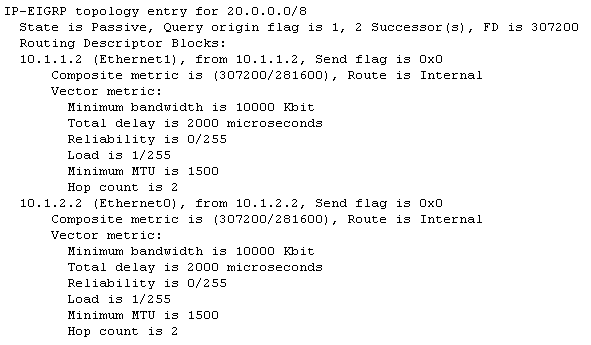 IP-EIGRP topology entry for 20.0.0.0/8
State is Passive, Query origin flag is 1, 2 Successor(s), FD is 307200
Routing Descriptor Blocks:
10.1.1.2 (Ethernet1), from 10.1.1.2, Send flag is 0x0
Composite metric is (307200/281600), Route is Internal
Vector metric:
Minimum bandwidth is 10000 Kbit
Total delay is 2000 microseconds
Reliability is 0/255
Load is 1/255
Minimum MTU is 1500
Hop count is 2
10.1.2.2 (Ethernet0), from 10.1.2.2, Send flag is 0x0
Composite metric is (307200/281600), Route is Internal
Vector metric:
Minimum bandwidth is 10000 Kbit
Total delay is 2000 microseconds
Reliability is 0/255
Load is 1/255
Minimum MTU is 1500
Hop count is 2